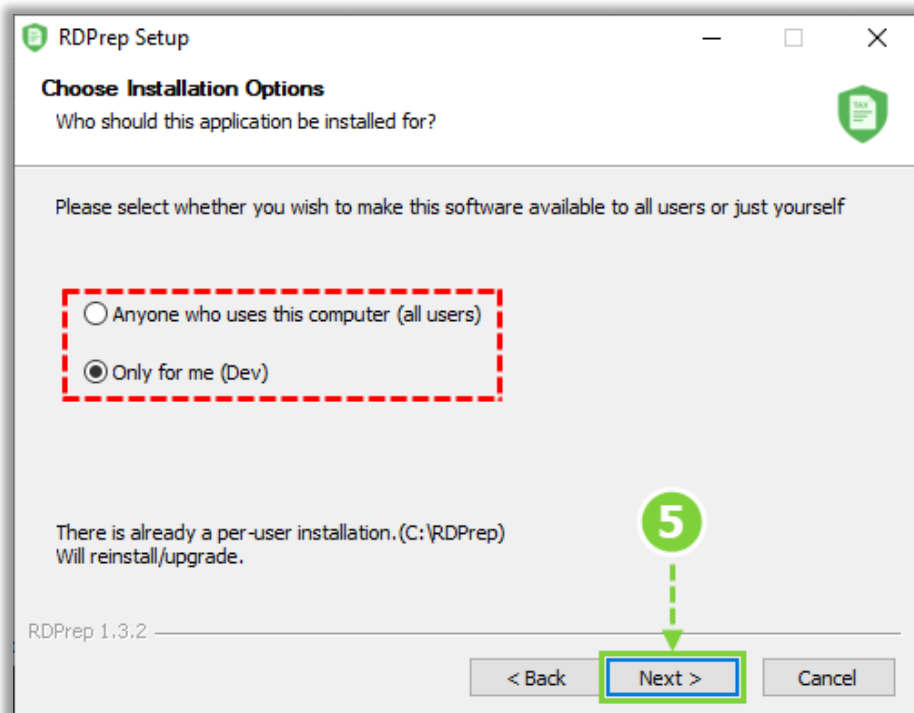 RDPrep Setup
Choose Installation Options
Who should this application be installed for?
TAX
Please select whether you wish to make this software available to all users or just yourself
Anyone who uses this computer (all users)
Only for me (Dev)
There is already a per-user installation.(C:\RDPrep)
Will reinstall/upgrade.
5
RDPrep 1.3.2
< Back
Next >
Cancel